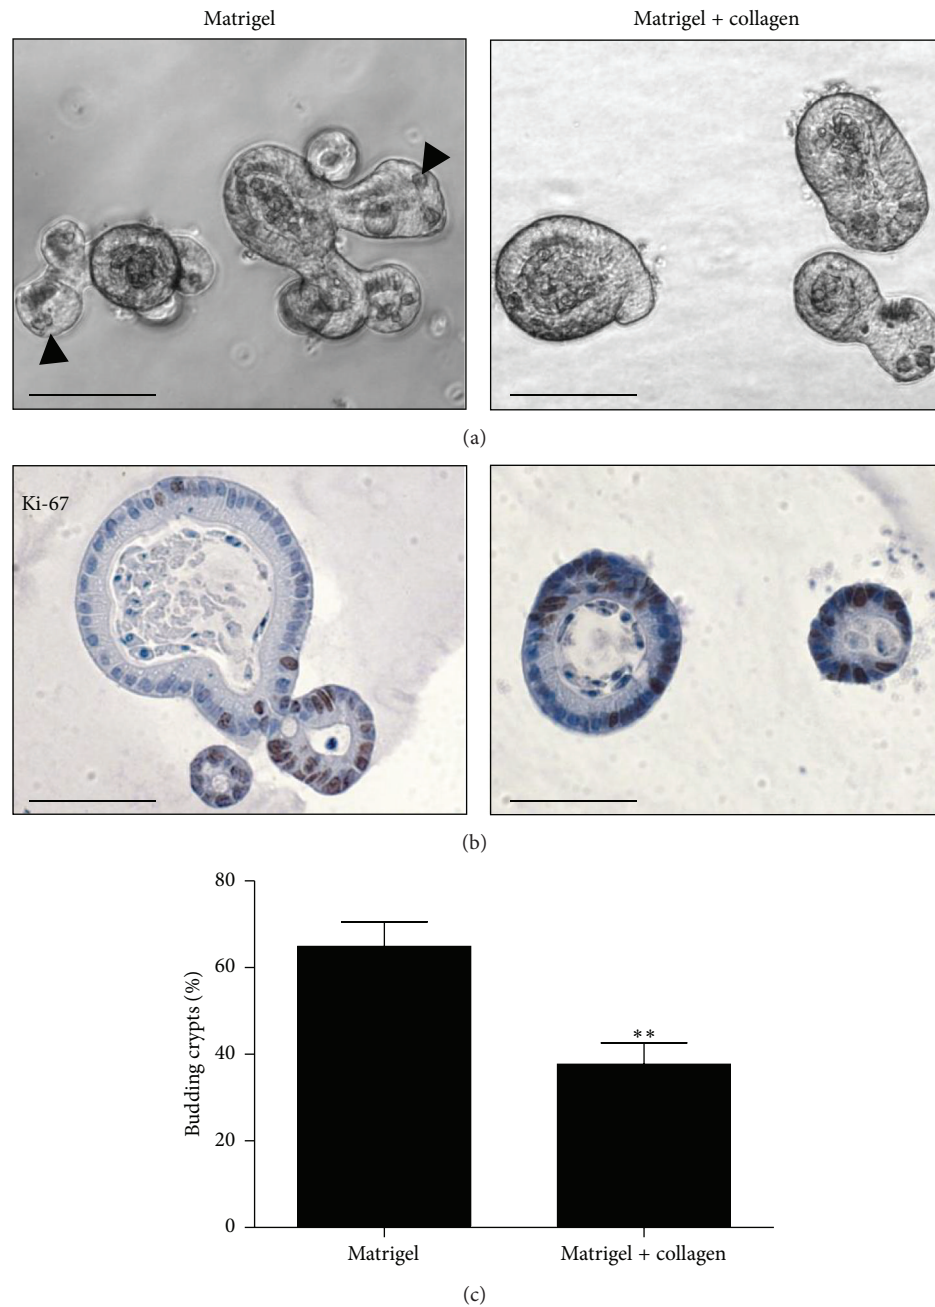 Matrigel
Matrigel + collagen
(a)
Ki-67
(b)
80
60
40
20
0
Budding crypts (%)
**
Matrigel
Matrigel + collagen
(c)